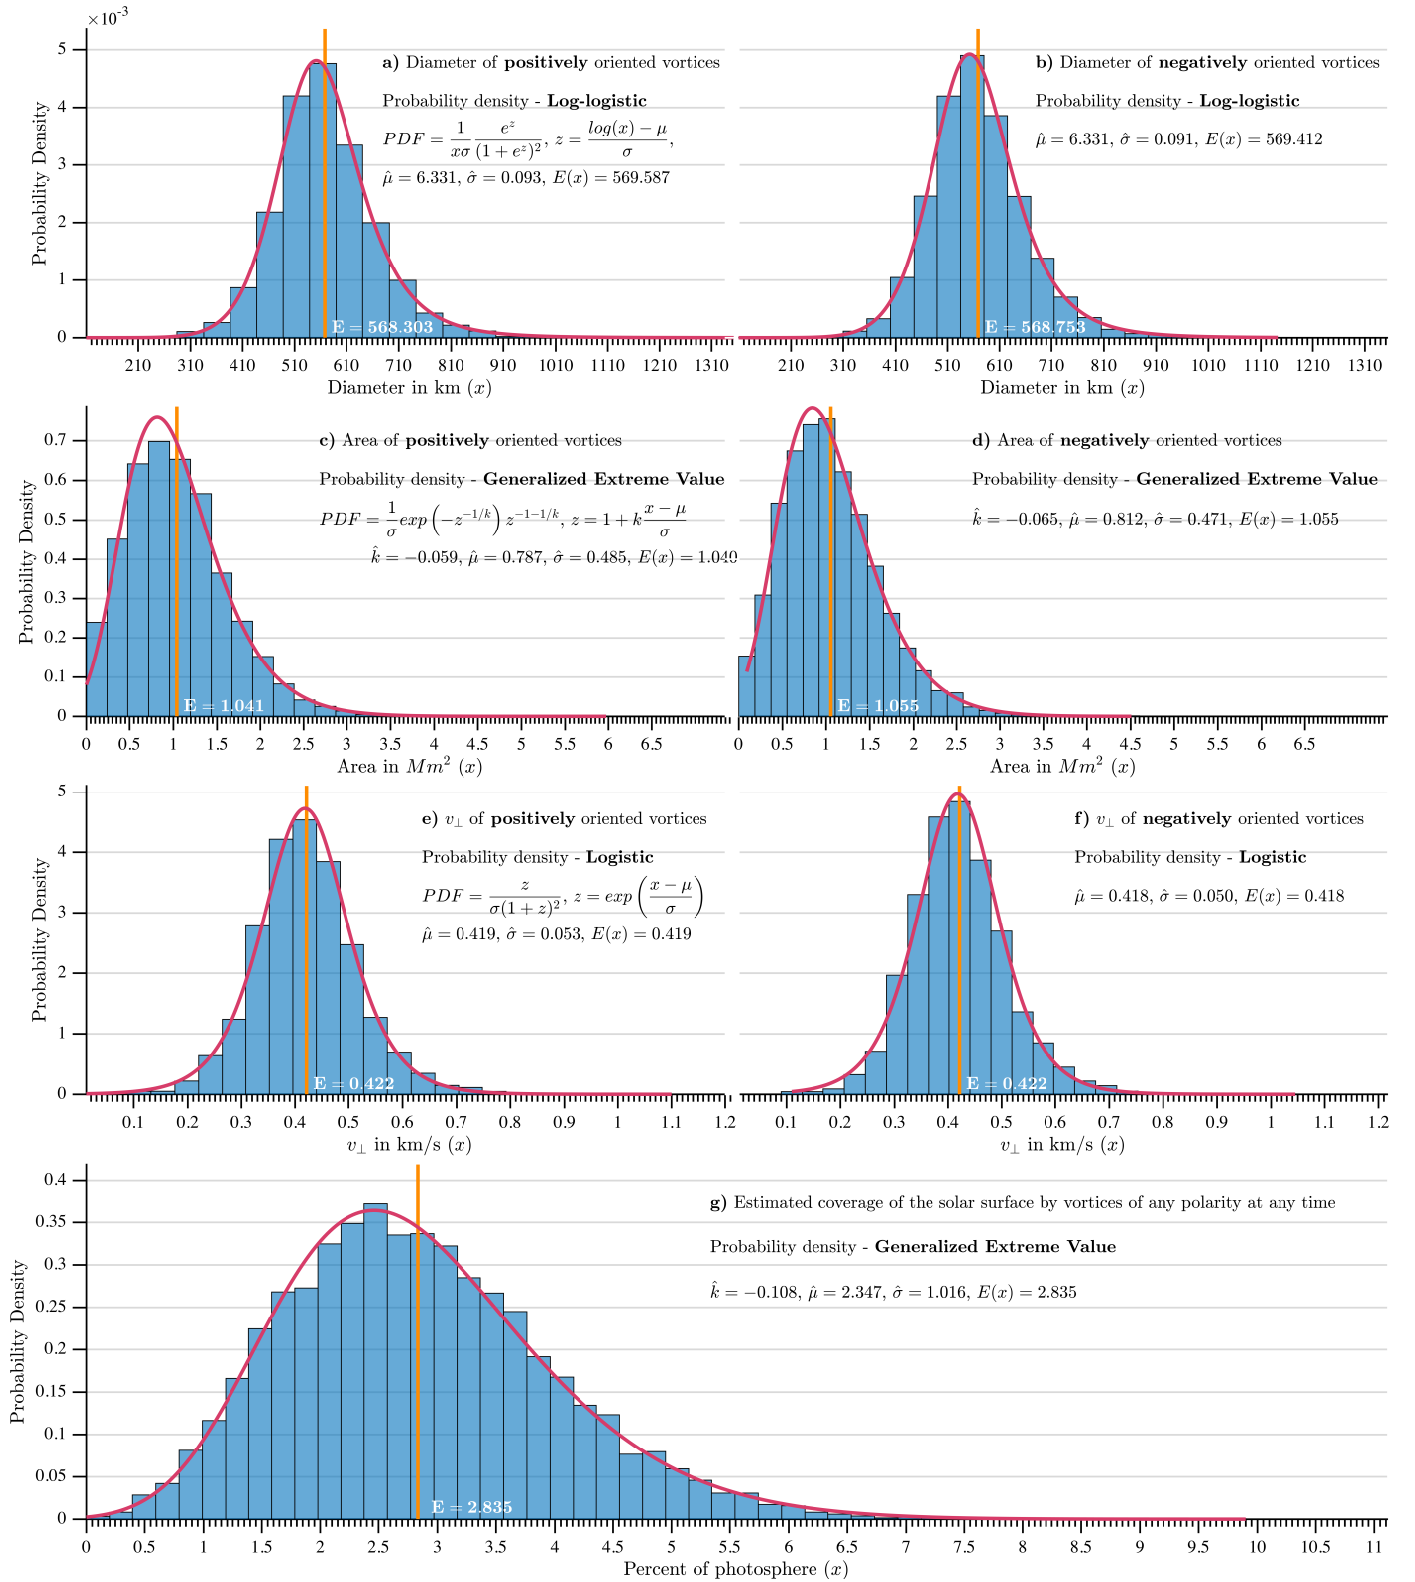 ×10⁻³
a) Diameter of positively oriented vortices
Probability density - Log-logistic
PDF = 1/(xσ) e^z/(1 + e^z)², z = (log(x) − μ)/σ,
μ̂ = 6.331, σ̂ = 0.093, E(x) = 569.587
Probability Density
5
4
3
2
1
0
E = 568.303
210 310 410 510 610 710 810 910 1010 1110 1210 1310
Diameter in km (x)
b) Diameter of negatively oriented vortices
Probability density - Log-logistic
μ̂ = 6.331, σ̂ = 0.091, E(x) = 569.412
E = 568.753
210 310 410 510 610 710 810 910 1010 1110 1210 1310
Diameter in km (x)
c) Area of positively oriented vortices
Probability density - Generalized Extreme Value
PDF = 1/σ exp(−z^(−1/k)) z^(−1−1/k), z = 1 + k (x − μ)/σ
k̂ = −0.059, μ̂ = 0.787, σ̂ = 0.485, E(x) = 1.049
Probability Density
0.7
0.6
0.5
0.4
0.3
0.2
0.1
0
E = 1.041
0 0.5 1 1.5 2 2.5 3 3.5 4 4.5 5 5.5 6 6.5
Area in Mm² (x)
d) Area of negatively oriented vortices
Probability density - Generalized Extreme Value
k̂ = −0.065, μ̂ = 0.812, σ̂ = 0.471, E(x) = 1.055
E = 1.055
0 0.5 1 1.5 2 2.5 3 3.5 4 4.5 5 5.5 6 6.5
Area in Mm² (x)
e) v⊥ of positively oriented vortices
Probability density - Logistic
PDF = z/(σ(1 + z)²), z = exp((x − μ)/σ)
μ̂ = 0.419, σ̂ = 0.053, E(x) = 0.419
Probability Density
5
4
3
2
1
0
E = 0.422
0.1 0.2 0.3 0.4 0.5 0.6 0.7 0.8 0.9 1 1.1 1.2
v⊥ in km/s (x)
f) v⊥ of negatively oriented vortices
Probability density - Logistic
μ̂ = 0.418, σ̂ = 0.050, E(x) = 0.418
E = 0.422
0.1 0.2 0.3 0.4 0.5 0.6 0.7 0.8 0.9 1 1.1 1.2
v⊥ in km/s (x)
g) Estimated coverage of the solar surface by vortices of any polarity at any time
Probability density - Generalized Extreme Value
k̂ = −0.108, μ̂ = 2.347, σ̂ = 1.016, E(x) = 2.835
Probability Density
0.4
0.35
0.3
0.25
0.2
0.15
0.1
0.05
0
E = 2.835
0 0.5 1 1.5 2 2.5 3 3.5 4 4.5 5 5.5 6 6.5 7 7.5 8 8.5 9 9.5 10 10.5 11
Percent of photosphere (x)